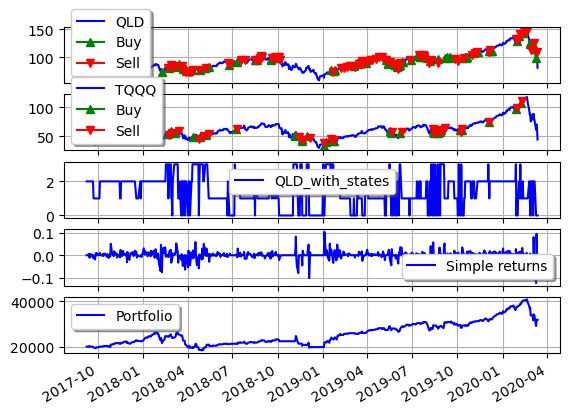 150
100
QLD
Buy
Sell
100
50
TQQQ
Buy
Sell
2
0
QLD_with_states
0.1
0.0
−0.1
Simple returns
40000
20000
Portfolio
2017-10 2018-01 2018-04 2018-07 2018-10 2019-01 2019-04 2019-07 2019-10 2020-01 2020-04